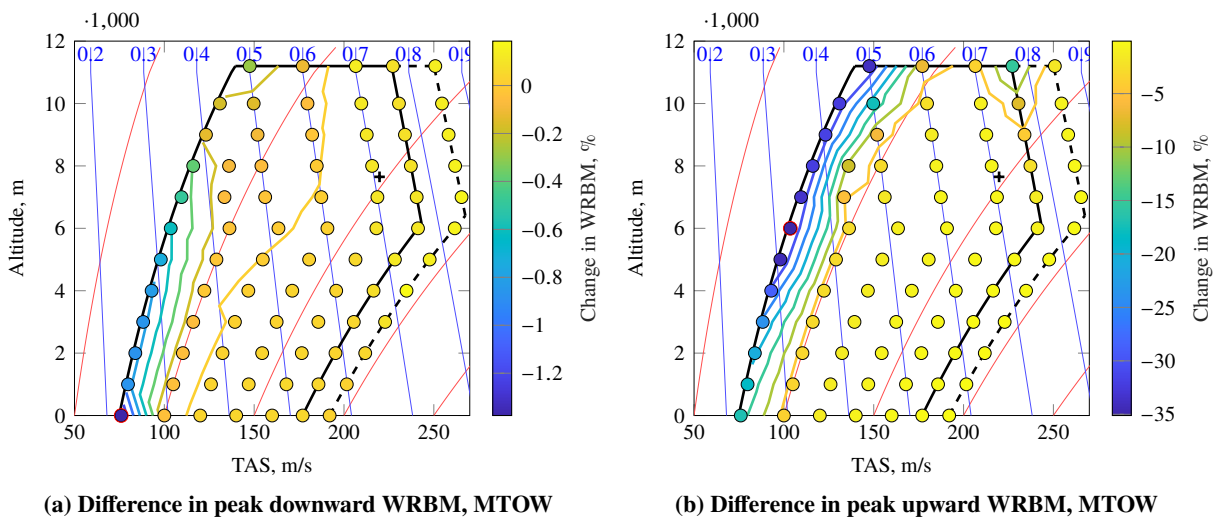 ·1,000
0.2 0.3 0.4 0.5 0.6 0.7 0.8 0.9
12
10
8
6
4
2
0
Altitude, m
50 100 150 200 250
TAS, m/s
0
−0.2
−0.4
−0.6
−0.8
−1
−1.2
Change in WRBM, %
(a) Difference in peak downward WRBM, MTOW
·1,000
0.2 0.3 0.4 0.5 0.6 0.7 0.8 0.9
12
10
8
6
4
2
0
Altitude, m
50 100 150 200 250
TAS, m/s
−5
−10
−15
−20
−25
−30
−35
Change in WRBM, %
(b) Difference in peak upward WRBM, MTOW